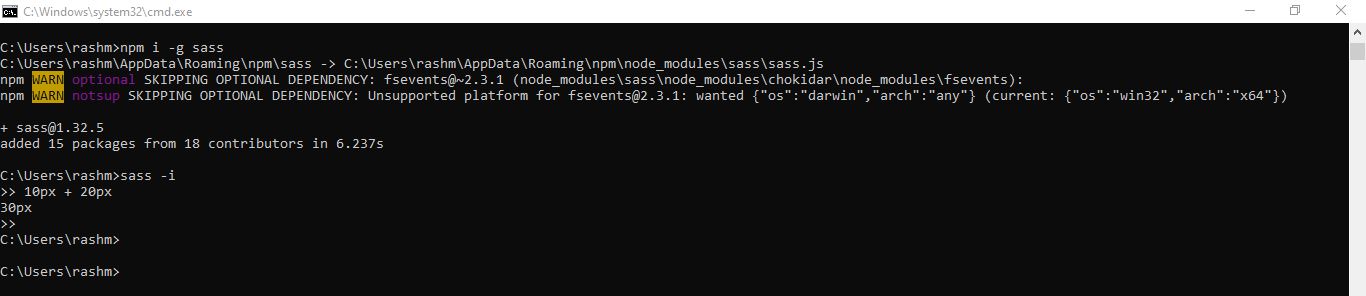 C:\Windows\system32\cmd.exe
C:\Users\rashm>npm i -g sass
C:\Users\rashm\AppData\Roaming\npm\sass -> C:\Users\rashm\AppData\Roaming\npm\node_modules\sass\sass.js
npm WARN optional SKIPPING OPTIONAL DEPENDENCY: fsevents@~2.3.1 (node_modules\sass\node_modules\chokidar\node_modules\fsevents):
npm WARN notsup SKIPPING OPTIONAL DEPENDENCY: Unsupported platform for fsevents@2.3.1: wanted {"os":"darwin","arch":"any"} (current: {"os":"win32","arch":"x64"})
+ sass@1.32.5
added 15 packages from 18 contributors in 6.237s
C:\Users\rashm>sass -i
>> 10px + 20px
30px
>>
C:\Users\rashm>
C:\Users\rashm>